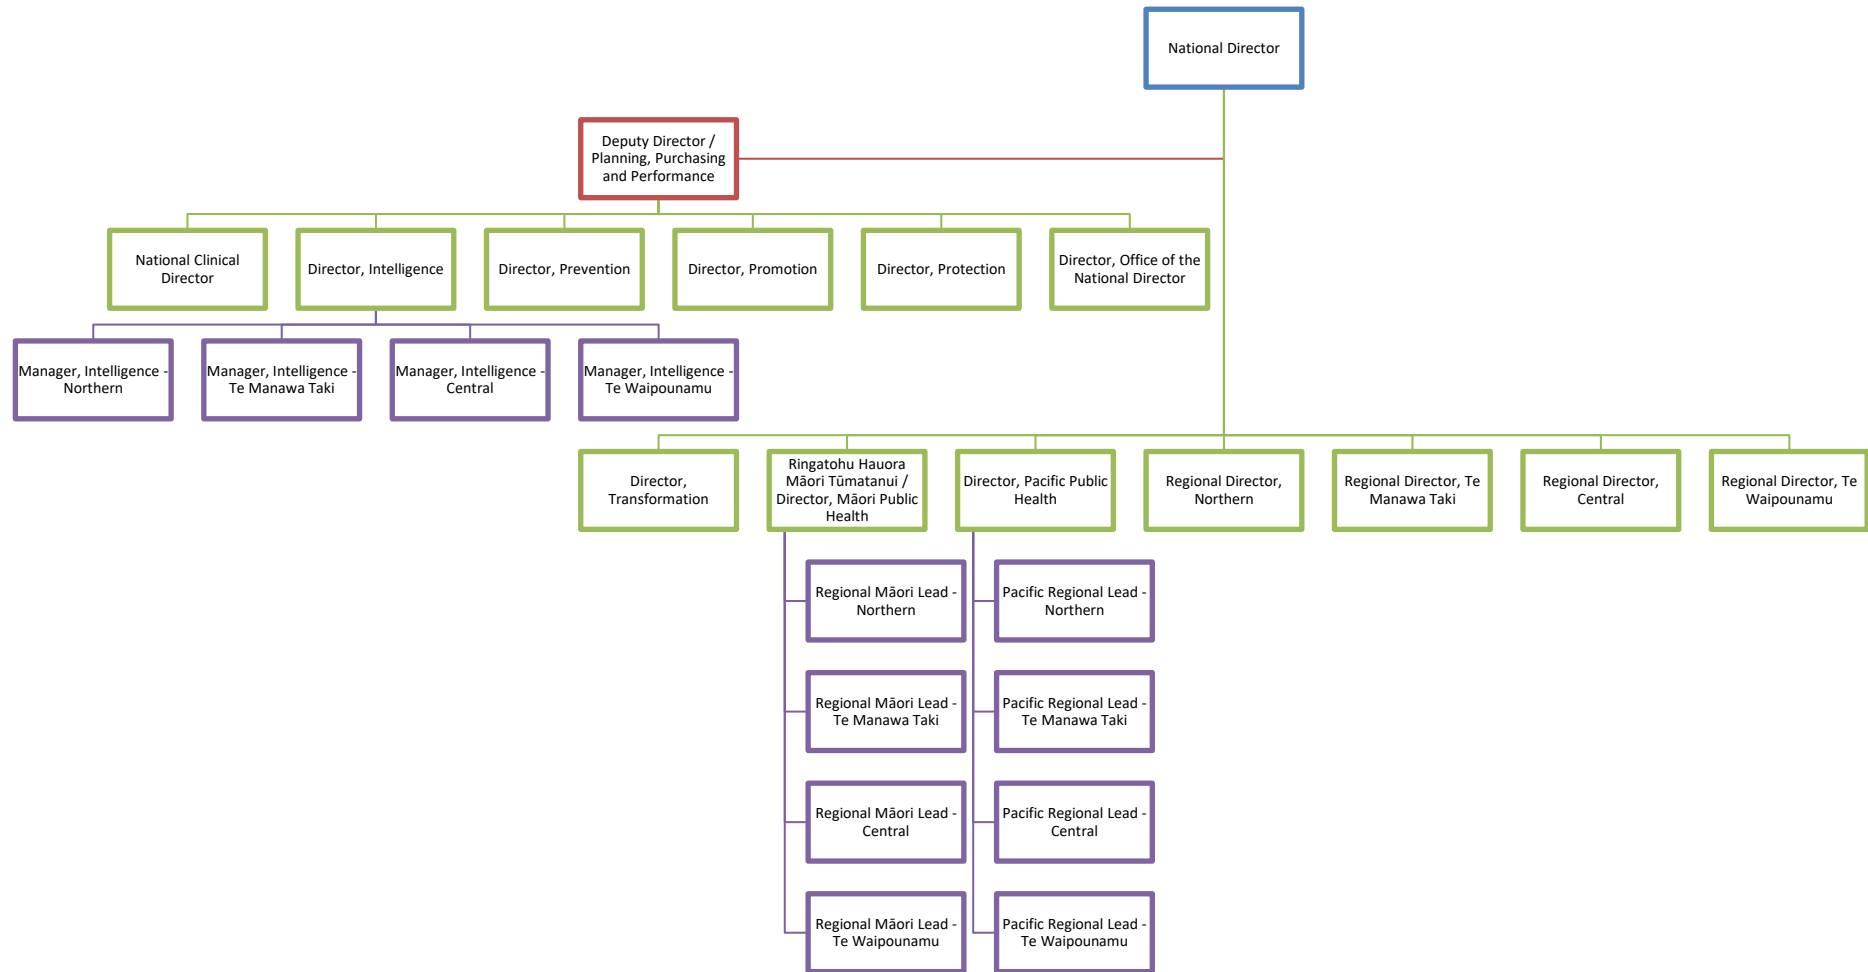 National Director
Deputy Director /
Planning, Purchasing
and Performance
National Clinical
Director
Director, Intelligence
Director, Prevention
Director, Promotion
Director, Protection
Director, Office of the
National Director
Manager, Intelligence -
Northern
Manager, Intelligence -
Te Manawa Taki
Manager, Intelligence -
Central
Manager, Intelligence -
Te Waipounamu
Director,
Transformation
Ringatohu Hauora
Māori Tūmatanui /
Director, Māori Public
Health
Director, Pacific Public
Health
Regional Director,
Northern
Regional Director, Te
Manawa Taki
Regional Director,
Central
Regional Director, Te
Waipounamu
Regional Māori Lead -
Northern
Pacific Regional Lead -
Northern
Regional Māori Lead -
Te Manawa Taki
Pacific Regional Lead -
Te Manawa Taki
Regional Māori Lead -
Central
Pacific Regional Lead -
Central
Regional Māori Lead -
Te Waipounamu
Pacific Regional Lead -
Te Waipounamu